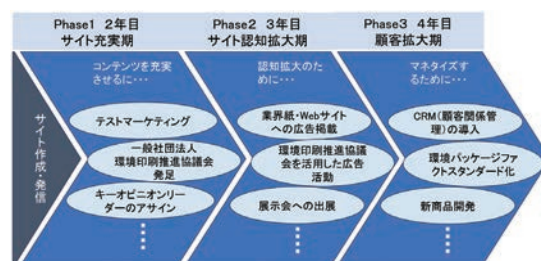 Phase1 2年目
サイト充実期
Phase2 3年目
サイト認知拡大期
Phase3 4年目
顧客拡大期
サイト作成・発信
コンテンツを充実
させるに・・・
テストマーケティング
一般社団法人
環境印刷推進協議会
発足
キーオピニオンリー
ダーのアサイン
認知拡大のた
めに・・・
業界紙・Webサイト
への広告掲載
環境印刷推進協議
会を活用した広告
活動
展示会への出展
マネタイズす
るために・・・
CRM(顧客関係管
理)の導入
環境パッケージファ
クトスタンダード化
新商品開発